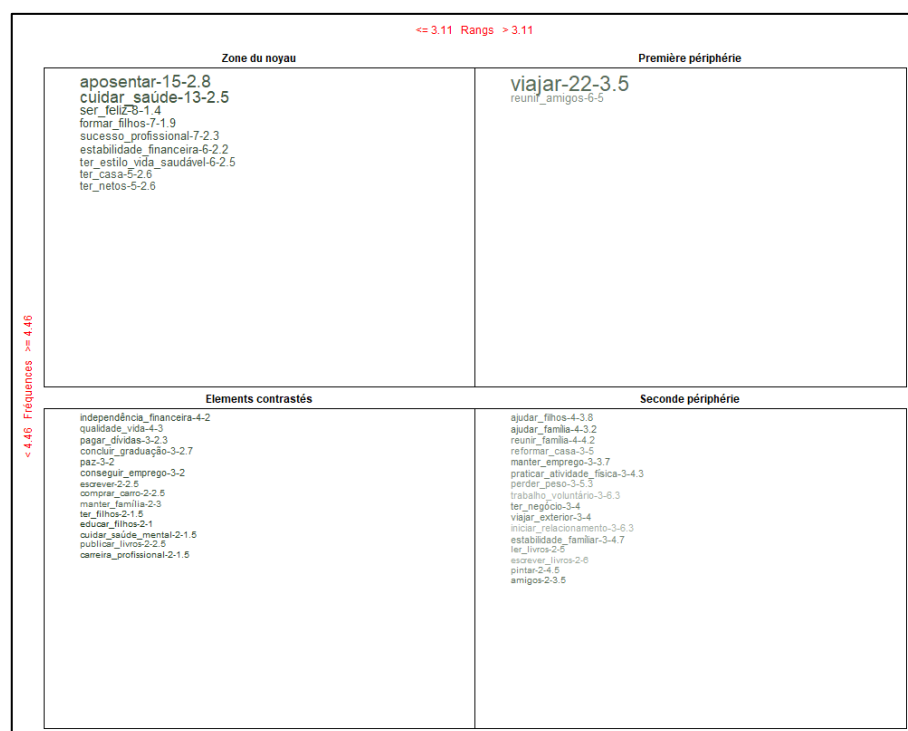 <= 3.11 Rangs > 3.11
Zone du noyau
aposentar-15-2.8
cuidar_saúde-13-2.5
ser_feliz-8-1.4
formar_filhos-7-1.9
sucesso_profissional-7-2.3
estabilidade_financeira-6-2.2
ter_estilo_vida_saudável-6-2.5
ter_casa-5-2.6
ter_netos-5-2.6
Première périphérie
viajar-22-3.5
reunir_amigos-6-5
< 4.46 Fréquences >= 4.46
Elements contrastés
independência_financeira-4-2
qualidade_vida-4-3
pagar_dívidas-3-2.3
concluir_graduação-3-2.7
paz-3-2
conseguir_emprego-3-2
escrever-2-2.5
comprar_carro-2-2.5
manter_família-2-3
ter_filhos-2-1.5
educar_filhos-2-1
cuidar_saúde_mental-2-1.5
publicar_livros-2-2.5
carreira_profissional-2-1.5
Seconde périphérie
ajudar_filhos-4-3.8
ajudar_família-4-3.2
reunir_família-4-4.2
reformar_casa-3-5
manter_emprego-3-3.7
praticar_atividade_física-3-4.3
perder_peso-3-5.3
trabalho_voluntário-3-6.3
ter_negócio-3-4
viajar_exterior-3-4
iniciar_relacionamento-3-6.3
estabilidade_famíliar-3-4.7
ler_livros-2-5
escrever_livros-2-6
pintar-2-4.5
amigos-2-3.5